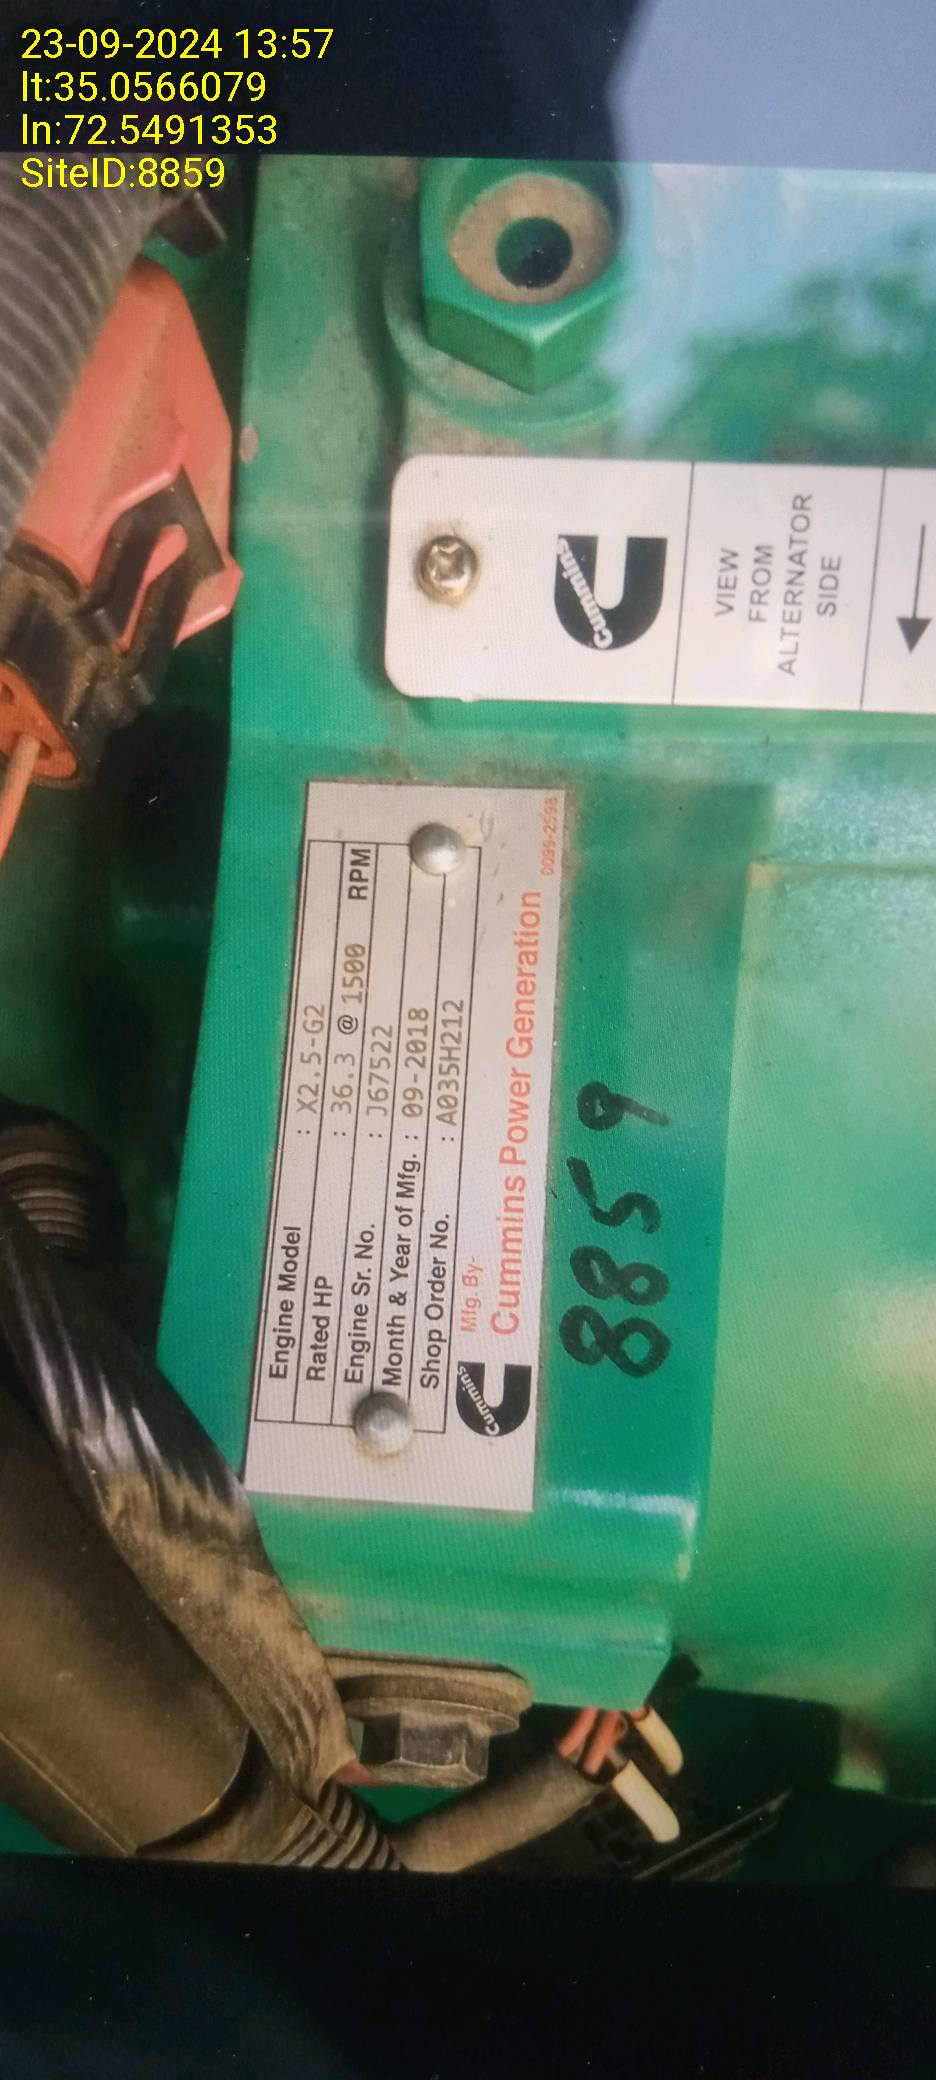 23-09-2024 13:57
lt:35.0566079
ln:72.5491353
SiteID:8859
Cummins
VIEW
FROM
ALTERNATOR
SIDE
Engine Model : X2.5-G2
Rated HP : 36.3 @ 1500 RPM
Engine Sr. No. : J67522
Month & Year of Mfg. : 09-2018
Shop Order No. : A035H212
Cummins
Mfg. By-
Cummins Power Generation
0099-2598
8859